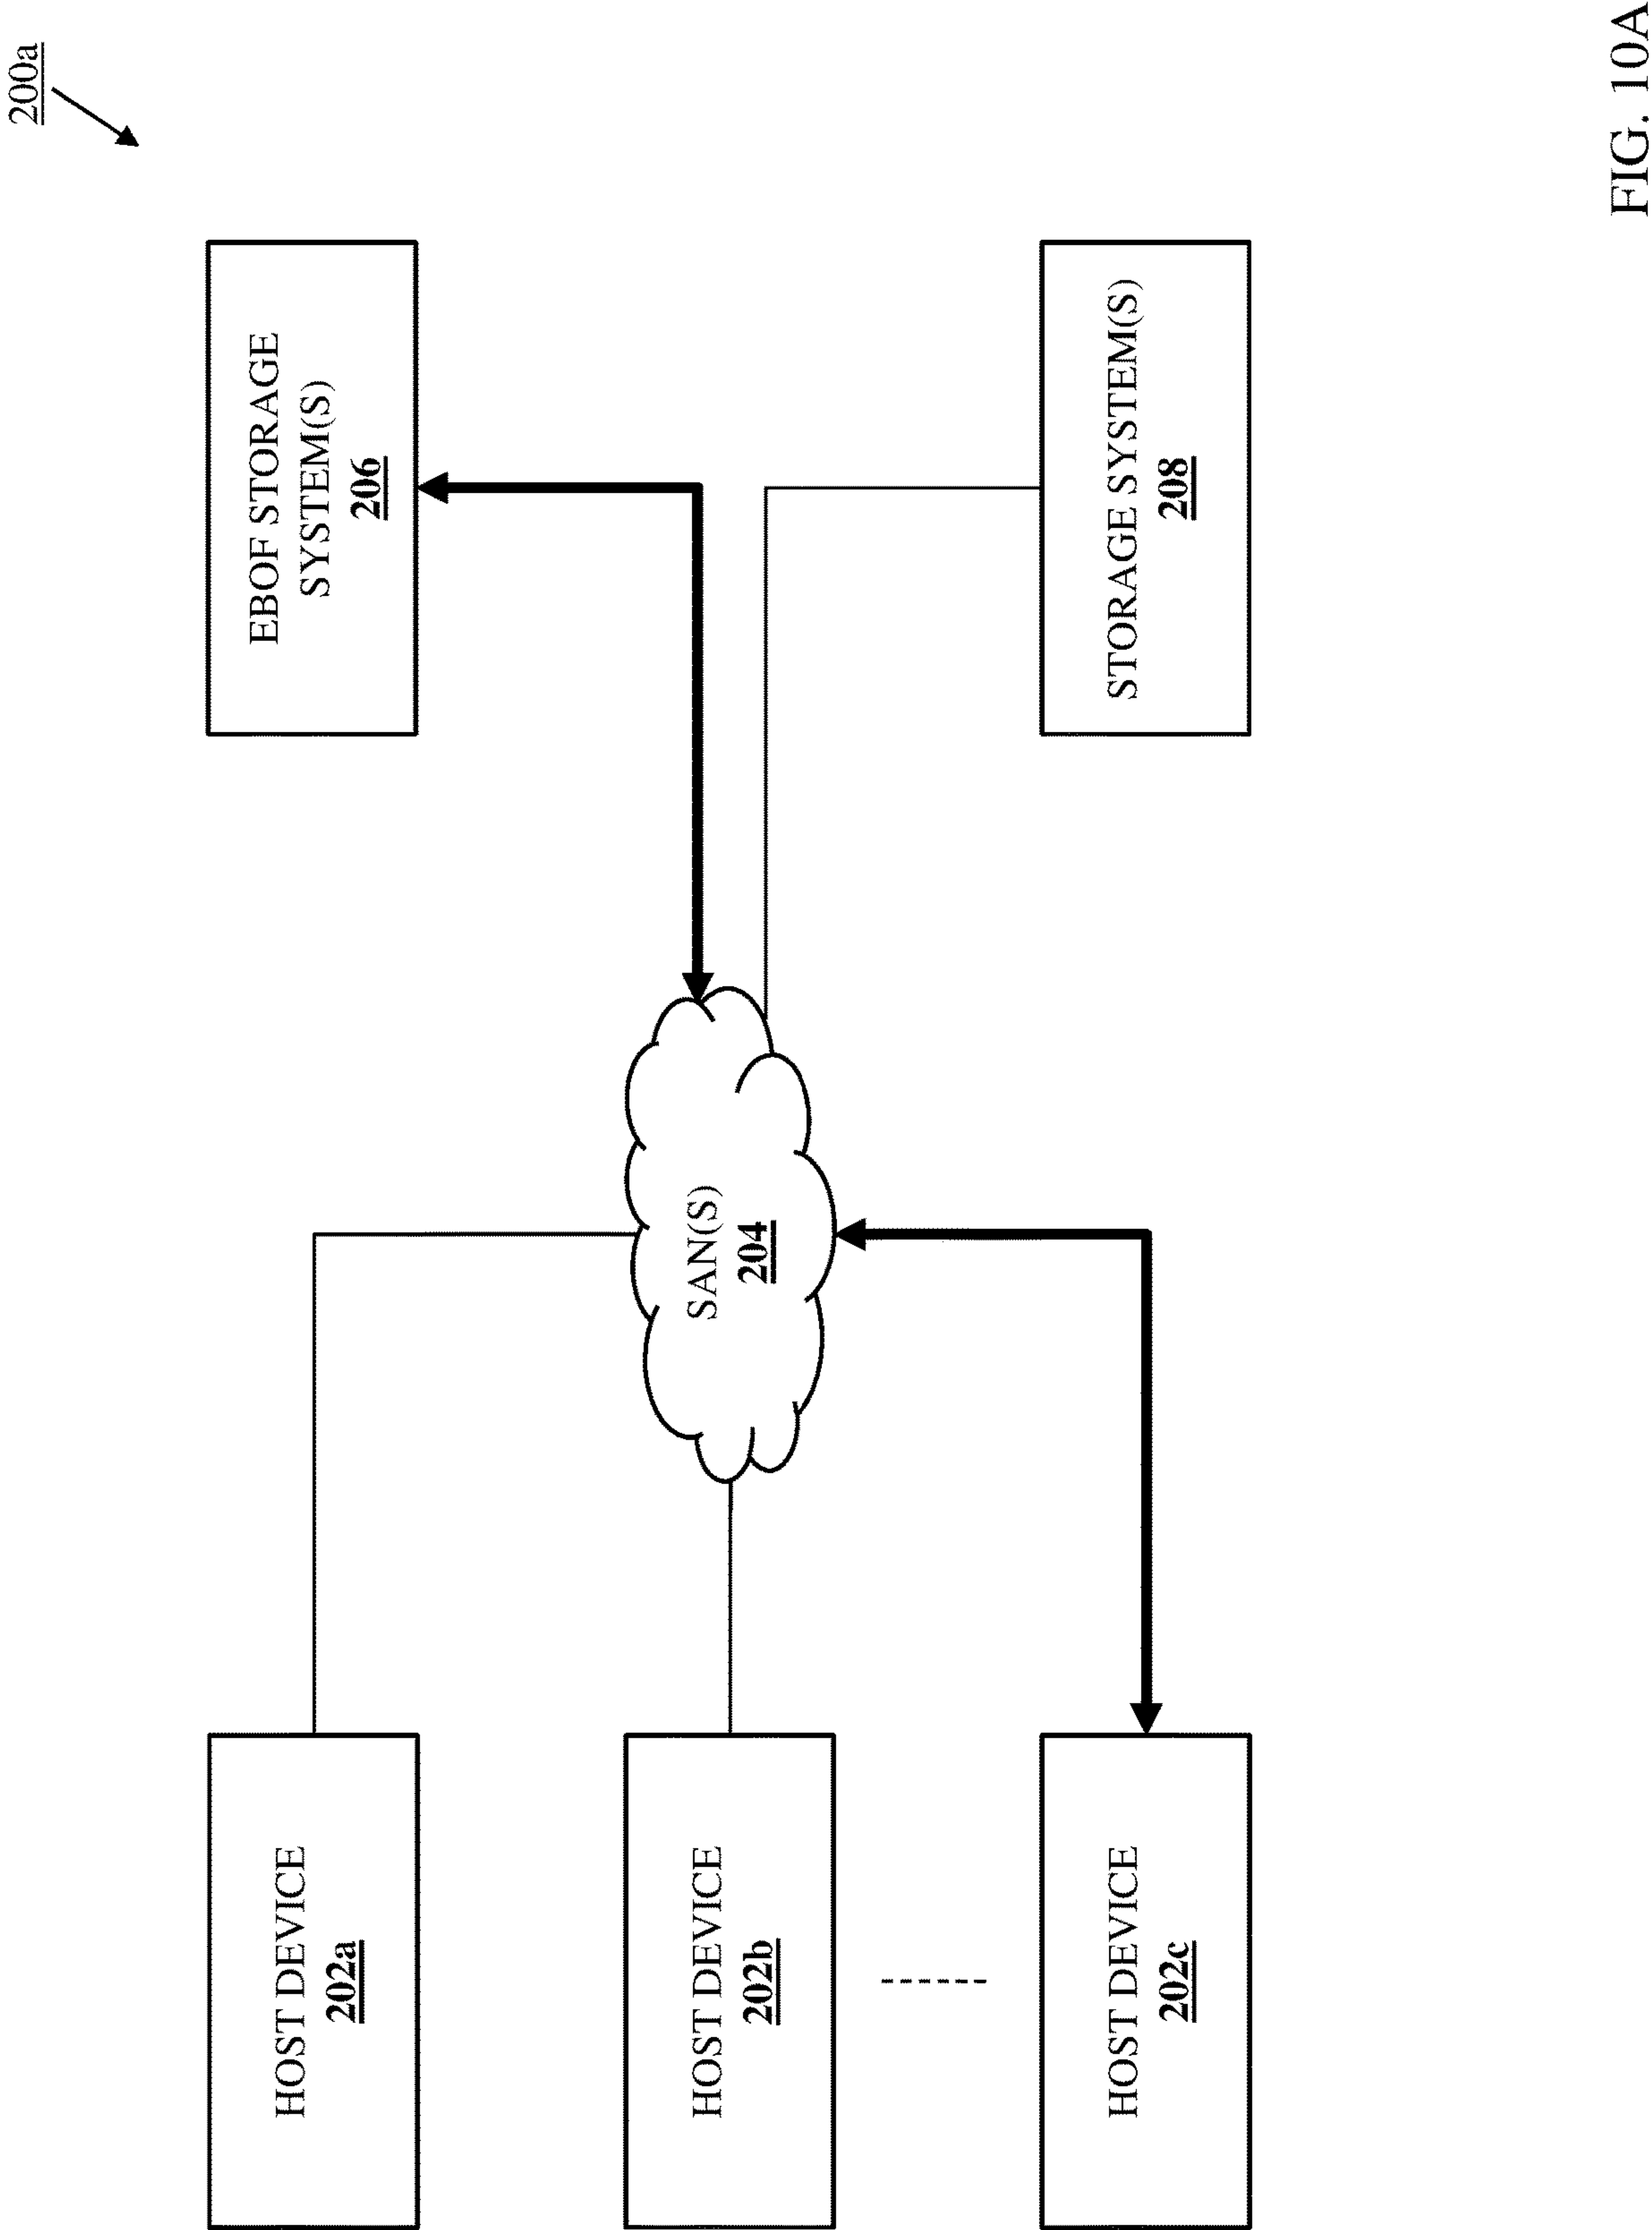 200a
HOST DEVICE
202a
HOST DEVICE
202b
HOST DEVICE
202c
SAN(S)
204
EBOF STORAGE
SYSTEM(S)
206
STORAGE SYSTEM(S)
208
FIG. 10A